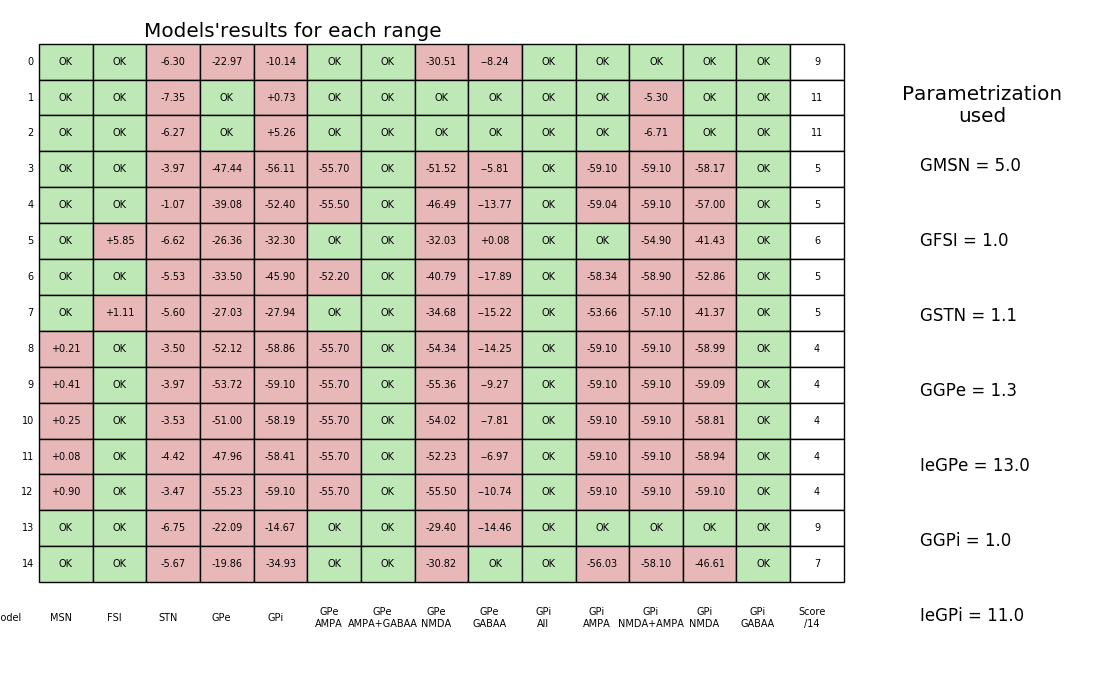 Models'results for each range
0 OK OK -6.30 -22.97 -10.14 OK OK -30.51 --8.24 OK OK OK OK OK 9
1 OK OK -7.35 OK +0.73 OK OK OK OK OK OK -5.30 OK OK 11
2 OK OK -6.27 OK +5.26 OK OK OK OK OK OK -6.71 OK OK 11
3 OK OK -3.97 -47.44 -56.11 -55.70 OK -51.52 --5.81 OK -59.10 -59.10 -58.17 OK 5
4 OK OK -1.07 -39.08 -52.40 -55.50 OK -46.49 --13.77 OK -59.04 -59.10 -57.00 OK 5
5 OK +5.85 -6.62 -26.36 -32.30 OK OK -32.03 +0.08 OK OK -54.90 -41.43 OK 6
6 OK OK -5.53 -33.50 -45.90 -52.20 OK -40.79 --17.89 OK -58.34 -58.90 -52.86 OK 5
7 OK +1.11 -5.60 -27.03 -27.94 OK OK -34.68 --15.22 OK -53.66 -57.10 -41.37 OK 5
8 +0.21 OK -3.50 -52.12 -58.86 -55.70 OK -54.34 --14.25 OK -59.10 -59.10 -58.99 OK 4
9 +0.41 OK -3.97 -53.72 -59.10 -55.70 OK -55.36 --9.27 OK -59.10 -59.10 -59.09 OK 4
10 +0.25 OK -3.53 -51.00 -58.19 -55.70 OK -54.02 --7.81 OK -59.10 -59.10 -58.81 OK 4
11 +0.08 OK -4.42 -47.96 -58.41 -55.70 OK -52.23 --6.97 OK -59.10 -59.10 -58.94 OK 4
12 +0.90 OK -3.47 -55.23 -59.10 -55.70 OK -55.50 --10.74 OK -59.10 -59.10 -59.10 OK 4
13 OK OK -6.75 -22.09 -14.67 OK OK -29.40 --14.46 OK OK OK OK OK 9
14 OK OK -5.67 -19.86 -34.93 OK OK -30.82 OK OK -56.03 -58.10 -46.61 OK 7
odel MSN FSI STN GPe GPi GPe GPe GPe GPe GPi GPi GPi GPi GPi Score
AMPA AMPA+GABAA NMDA GABAA All AMPA NMDA+AMPA NMDA GABAA /14
Parametrization
used
GMSN = 5.0
GFSI = 1.0
GSTN = 1.1
GGPe = 1.3
IeGPe = 13.0
GGPi = 1.0
IeGPi = 11.0